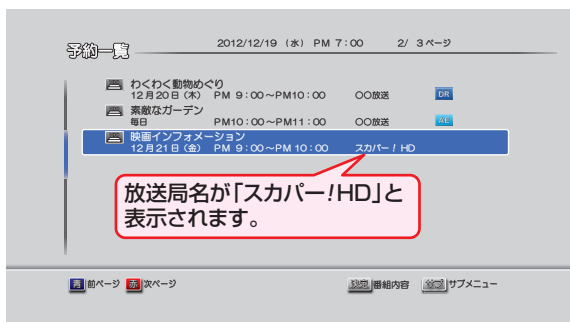 予約一覧
2012/12/19 (水) PM 7:00 2/ 3ページ
わくわく動物めぐり
12月20日(木) PM 9:00~PM10:00 〇〇放送 DR
素敵なガーデン
毎日 PM10:00~PM11:00 〇〇放送 AE
映画インフォメーション
12月21日(金) PM 9:00~PM 10:00 スカパー!HD
放送局名が「スカパー!HD」と
表示されます。
青 前ページ 赤 次ページ 決定 番組内容 サブ サブメニュー